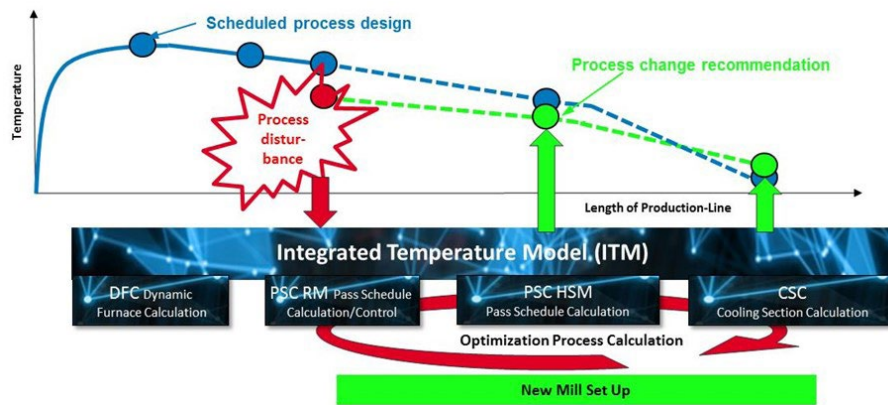 Scheduled process design
Process change recommendation
Temperature
Process
distur-
bance
Length of Production-Line
Integrated Temperature Model (ITM)
DFC Dynamic
Furnace Calculation
PSC RM Pass Schedule
Calculation/Control
PSC HSM
Pass Schedule Calculation
CSC
Cooling Section Calculation
Optimization Process Calculation
New Mill Set Up